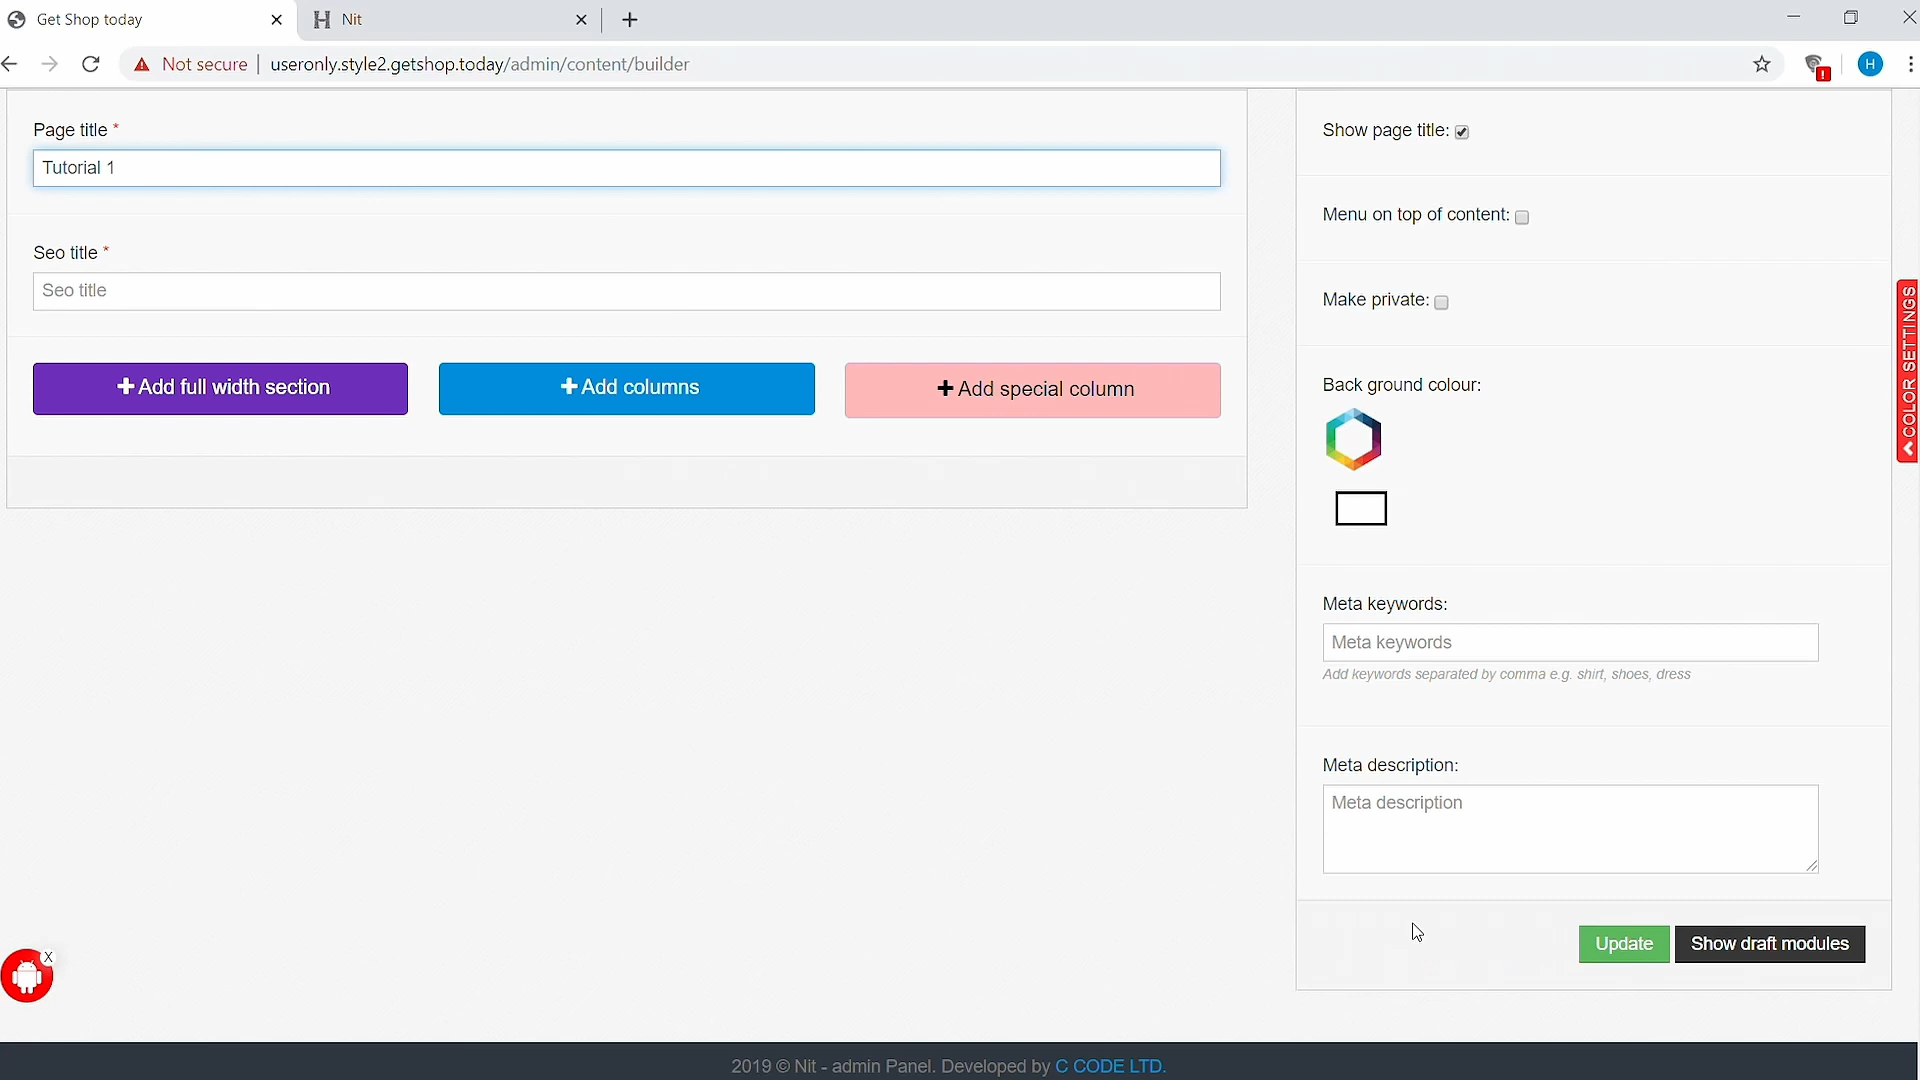 Get Shop today
Nit
Not secure
useronly.style2.getshop.today/admin/content/builder
H
Page title *
Tutorial 1
Seo title *
Seo title
Add full width section
Add columns
Add special column
Show page title:
Menu on top of content:
Make private:
Back ground colour:
COLOR SETTINGS
Meta keywords:
Meta keywords
Add keywords separated by comma e.g. shirt, shoes, dress
Meta description:
Meta description
Update
Show draft modules
X
2019 © Nit - admin Panel. Developed by C CODE LTD.